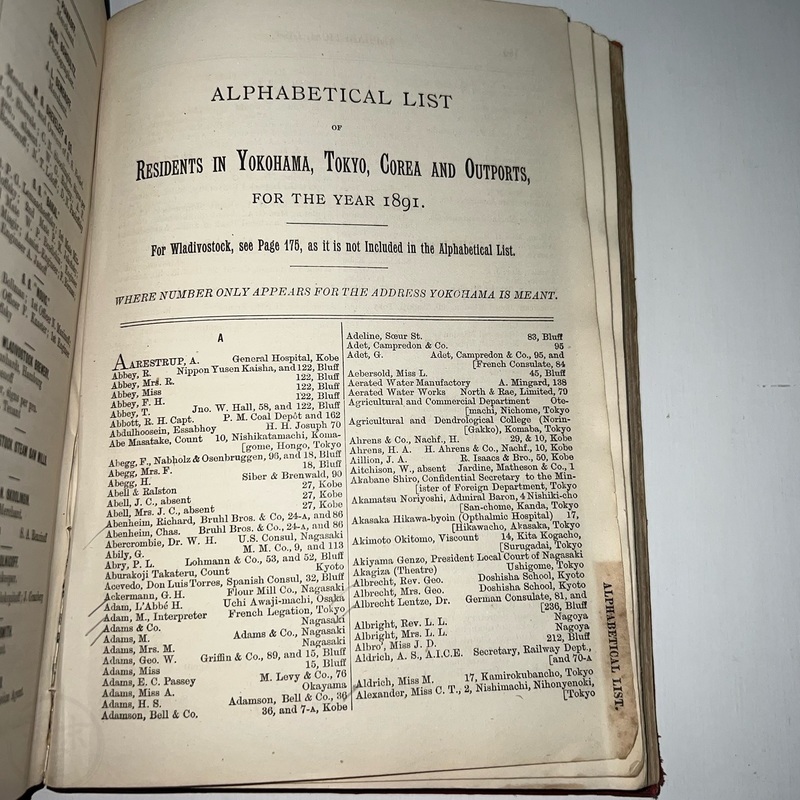 ALPHABETICAL LIST
OF
RESIDENTS IN YOKOHAMA, TOKYO, COREA AND OUTPORTS,
FOR THE YEAR 1891.
For Wladivostock, see Page 175, as it is not Included in the Alphabetical List.
WHERE NUMBER ONLY APPEARS FOR THE ADDRESS YOKOHAMA IS MEANT.
A
AARESTRUP, A. General Hospital, Kobe
Abbey, R. Nippon Yusen Kaisha, and 122, Bluff
Abbey, Mrs. R. 122, Bluff
Abbey, Miss 122, Bluff
Abbey, F. H. 122, Bluff
Abbey, T. Jno. W. Hall, 58, and 122, Bluff
Abbott, R. H. Capt. P. M. Coal Depôt and 162
Abdulhoosein, Essabhoy H. H. Josuph 70
Abe Masatake, Count 10, Nishikatamachi, Koma-
[gome, Hongo, Tokyo
Abegg, F., Nabholz & Osenbruggen, 96, and 18, Bluff
Abegg, Mrs. F. 18, Bluff
Abegg, H. Siber & Brenwald, 90
Abell & Ralston 27, Kobe
Abell, J. C., absent 27, Kobe
Abell, Mrs. J. C., absent 27, Kobe
Abenheim, Richard, Bruhl Bros. & Co, 24-A, and 86
Abenheim, Chas. Bruhl Bros. & Co., 24-A, and 86
Abercrombie, Dr. W. H. U.S. Consul, Nagasaki
Abily, G. M. M. Co., 9, and 113
Abry, P. L. Lohmann & Co., 53, and 52, Bluff
Aburakoji Takateru, Count Kyoto
Acevedo, Don Luis Torres, Spanish Consul, 32, Bluff
Ackermann, G. H. Flour Mill Co., Nagasaki
Adam, L'Abbé H. Uchi Awaji-machi, Osaka
Adam, M., Interpreter French Legation, Tokyo
Adams & Co. Nagasaki
Adams, M. Adams & Co., Nagasaki
Adams, Mrs. M. Nagasaki
Adams, Geo. W. Griffin & Co., 89, and 15, Bluff
Adams, Miss 15, Bluff
Adams, E. C. Passey M. Levy & Co., 76
Adams, Miss A. Okayama
Adams, H. S. Adamson, Bell & Co., 36
Adamson, Bell & Co. 36, and 7-A, Kobe
Adeline, Sœur St. 83, Bluff
Adet, Campredon & Co. 95
Adet, G. Adet, Campredon & Co., 95, and
[French Consulate, 84
Aebersold, Miss L. 45, Bluff
Aerated Water Manufactory A. Mingard, 138
Aerated Water Works North & Rae, Limited, 79
Agricultural and Commercial Department Ote-
[machi, Nichome, Tokyo
Agricultural and Dendrological College (Norin-
[Gakko), Komaba, Tokyo
Ahrens & Co., Nachf., H. 29, & 10, Kobe
Ahrens, H. A. H. Ahrens & Co., Nachf., 10, Kobe
Aillion, J. A. R. Isaacs & Bro., 50, Kobe
Aitchison, W., absent Jardine, Matheson & Co., 1
Akabane Shiro, Confidential Secretary to the Min-
[ister of Foreign Department, Tokyo
Akamatsu Noriyoshi, Admiral Baron, 4 Nishiki-cho
[San-chome, Kanda, Tokyo
Akasaka Hikawa-byoin (Opthalmic Hospital) 17,
[Hikawacho, Akasaka, Tokyo
Akimoto Okitomo, Viscount 14, Kita Kogacho,
[Surugadai, Tokyo
Akiyama Genzo, President Local Court of Nagasaki
Akagiza (Theatre) Ushigome, Tokyo
Albrecht, Rev. Geo. Doshisha School, Kyoto
Albrecht, Mrs. Geo. Doshisha School, Kyoto
Albrecht Lentze, Dr. German Consulate, 81, and
[236, Bluff
Albright, Rev. L. L. Nagoya
Albright, Mrs. L. L. Nagoya
Albro', Miss J. D. 212, Bluff
Aldrich, A. S., A.I.C.E. Secretary, Railway Dept.,
[and 70-A
Aldrich, Miss M. 17, Kamirokubancho, Tokyo
Alexander, Miss C. T., 2, Nishimachi, Nihonyenoki,
[Tokyo
ALPHABETICAL LIST.